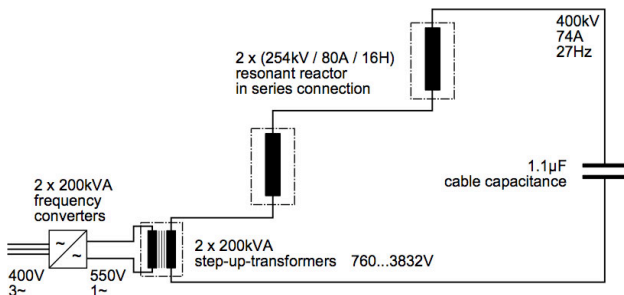 400kV
74A
27Hz
2 x (254kV / 80A / 16H)
resonant reactor
in series connection
1.1µF
cable capacitance
2 x 200kVA
frequency
converters
~
~
2 x 200kVA
step-up-transformers 760...3832V
400V
3~
550V
1~